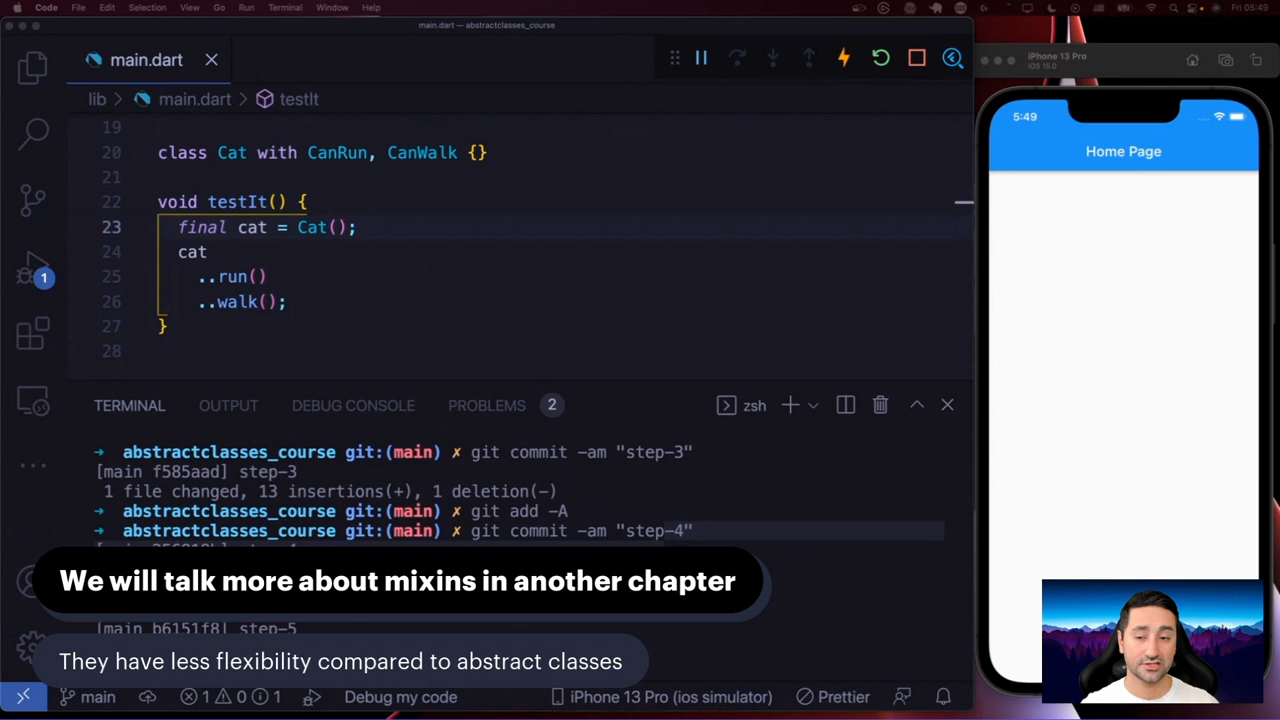 Code File Edit Selection View Go Run Terminal Window Help
Fri 05:49
main.dart — abstractclasses_course
main.dart
lib > main.dart > testIt
19
20 class Cat with CanRun, CanWalk {}
21
22 void testIt() {
23 final cat = Cat();
24 cat
25 ..run()
26 ..walk();
27 }
28
TERMINAL OUTPUT DEBUG CONSOLE PROBLEMS 2
zsh
→ abstractclasses_course git:(main) ✗ git commit -am "step-3"
[main f585aad] step-3
1 file changed, 13 insertions(+), 1 deletion(-)
→ abstractclasses_course git:(main) ✗ git add -A
→ abstractclasses_course git:(main) ✗ git commit -am "step-4"
We will talk more about mixins in another chapter
[main b6151f8] step-5
They have less flexibility compared to abstract classes
main 1 0 1 Debug my code iPhone 13 Pro (ios simulator) Prettier
1
iPhone 13 Pro
iOS 15.0
5:49
Home Page